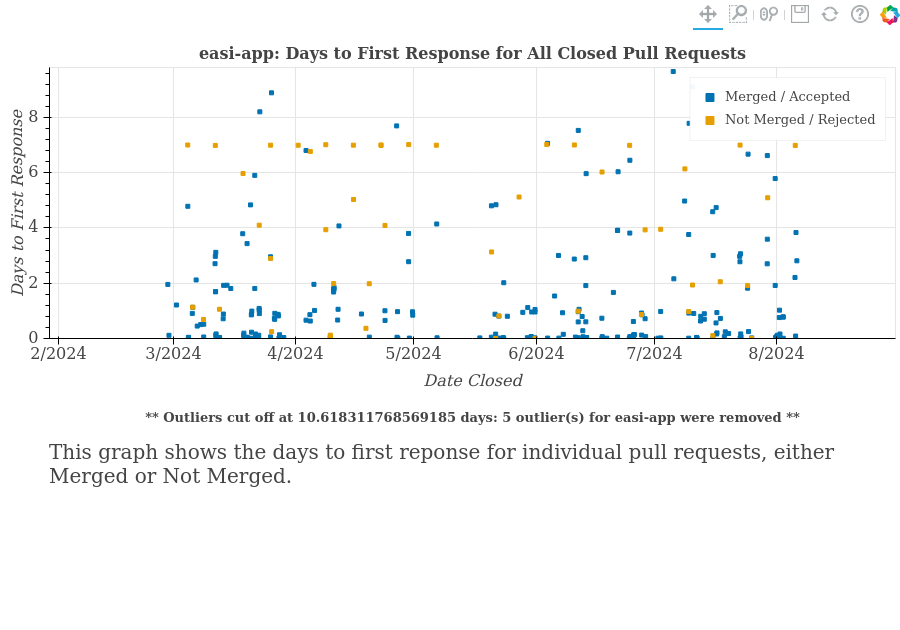 easi-app: Days to First Response for All Closed Pull Requests
Merged / Accepted
Not Merged / Rejected
Days to First Response
8
6
4
2
0
2/2024 3/2024 4/2024 5/2024 6/2024 7/2024 8/2024
Date Closed
** Outliers cut off at 10.618311768569185 days: 5 outlier(s) for easi-app were removed **
This graph shows the days to first reponse for individual pull requests, either
Merged or Not Merged.